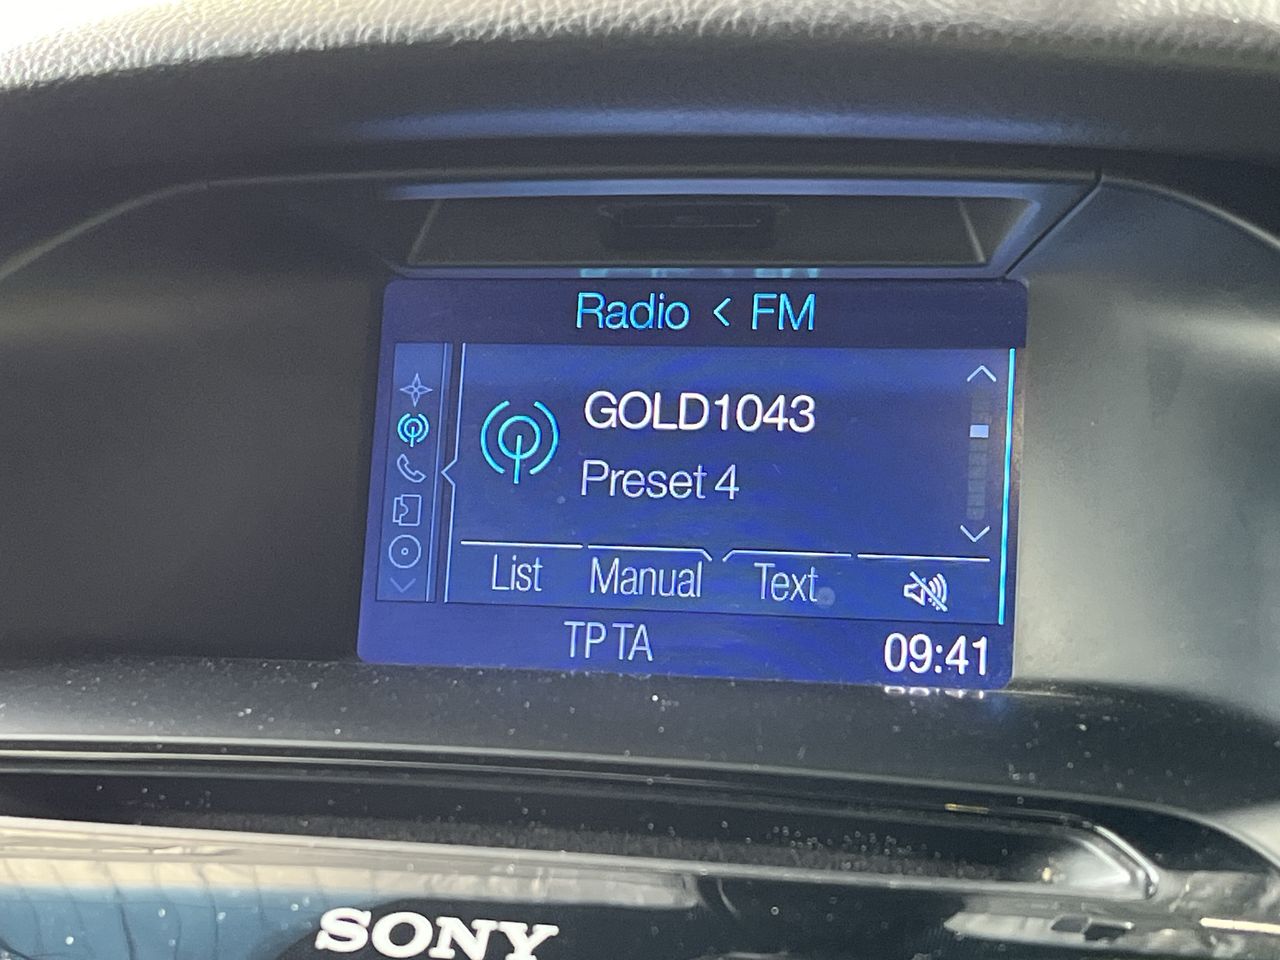 Radio < FM
GOLD1043
Preset 4
List Manual Text
TP TA 09:41
SONY